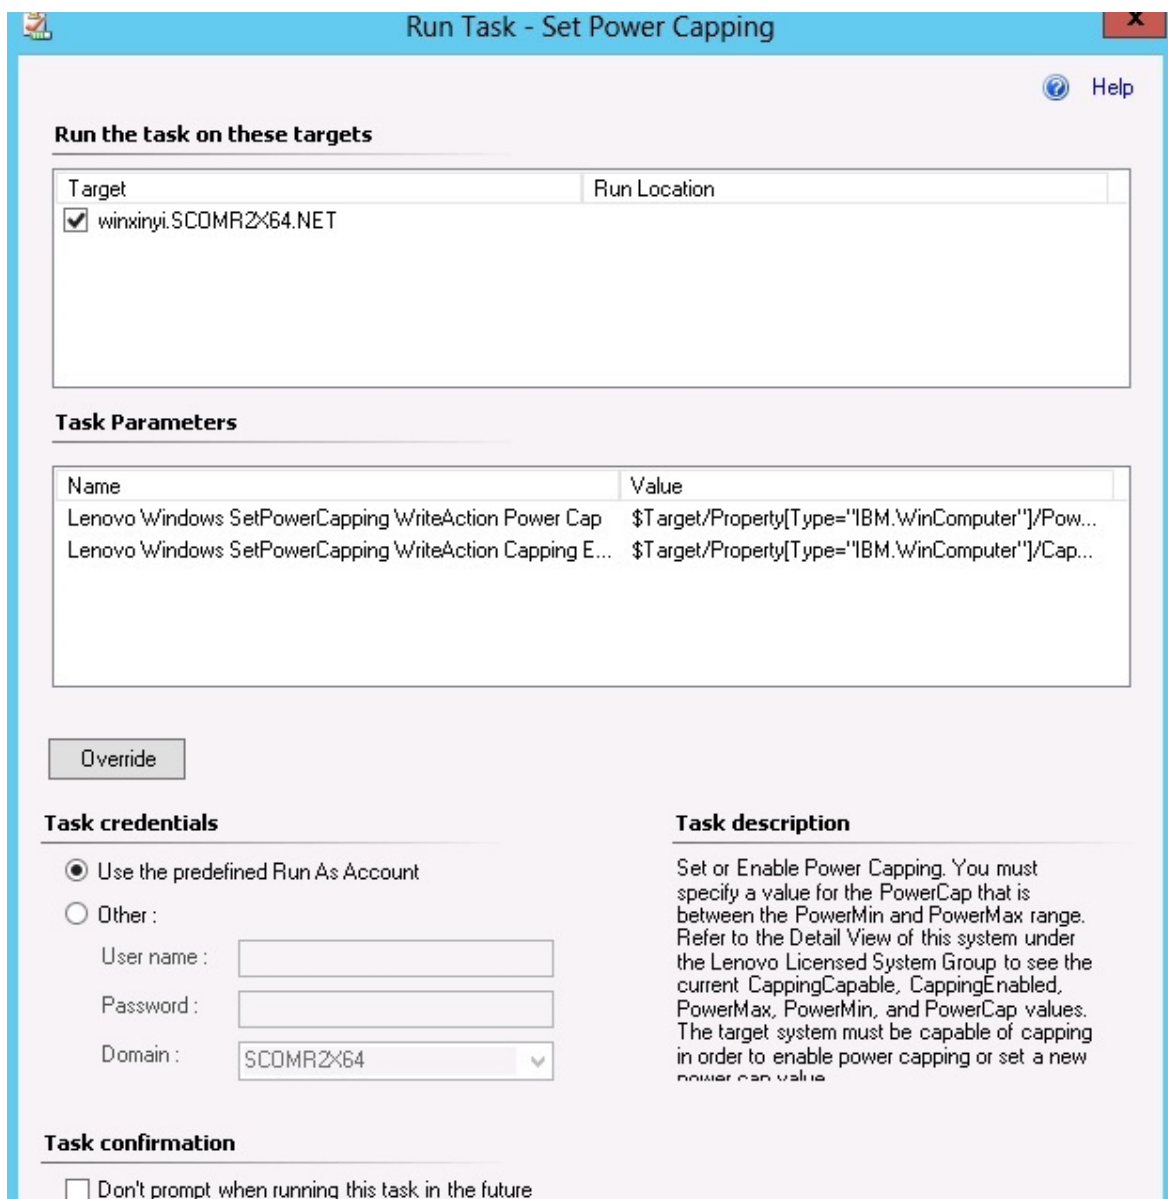 Run Task - Set Power Capping
x
Help
Run the task on these targets
Target Run Location
winxinyi.SCOMR2X64.NET
Task Parameters
Name Value
Lenovo Windows SetPowerCapping WriteAction Power Cap $Target/Property[Type="IBM.WinComputer"]/Pow...
Lenovo Windows SetPowerCapping WriteAction Capping E... $Target/Property[Type="IBM.WinComputer"]/Cap...
Override
Task credentials
Use the predefined Run As Account
Other :
User name :
Password :
Domain :
SCOMR2X64
Task description
Set or Enable Power Capping. You must
specify a value for the PowerCap that is
between the PowerMin and PowerMax range.
Refer to the Detail View of this system under
the Lenovo Licensed System Group to see the
current CappingCapable, CappingEnabled,
PowerMax, PowerMin, and PowerCap values.
The target system must be capable of capping
in order to enable power capping or set a new
power cap value
Task confirmation
Don't prompt when running this task in the future